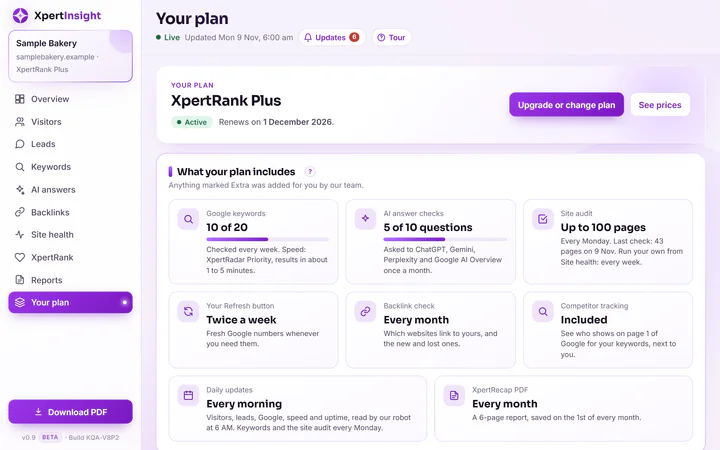 XpertInsight
Sample Bakery
samplebakery.example ·
XpertRank Plus
Overview
Visitors
Leads
Keywords
AI answers
Backlinks
Site health
XpertRank
Reports
Your plan
Download PDF
v0.9 BETA · Build KQA-V8P2
Your plan
Live Updated Mon 9 Nov, 6:00 am
Updates 6
Tour
YOUR PLAN
XpertRank Plus
Active Renews on 1 December 2026.
Upgrade or change plan
See prices
What your plan includes ?
Anything marked Extra was added for you by our team.
Google keywords
10 of 20
Checked every week. Speed:
XpertRadar Priority, results in about
1 to 5 minutes.
AI answer checks
5 of 10 questions
Asked to ChatGPT, Gemini,
Perplexity and Google AI Overview
once a month.
Site audit
Up to 100 pages
Every Monday. Last check: 43
pages on 9 Nov. Run your own from
Site health: every week.
Your Refresh button
Twice a week
Fresh Google numbers whenever
you need them.
Backlink check
Every month
Which websites link to yours, and
the new and lost ones.
Competitor tracking
Included
See who shows on page 1 of
Google for your keywords, next to
you.
Daily updates
Every morning
Visitors, leads, Google, speed and uptime, read by our robot
at 6 AM. Keywords and the site audit every Monday.
XpertRecap PDF
Every month
A 6-page report, saved on the 1st of every month.